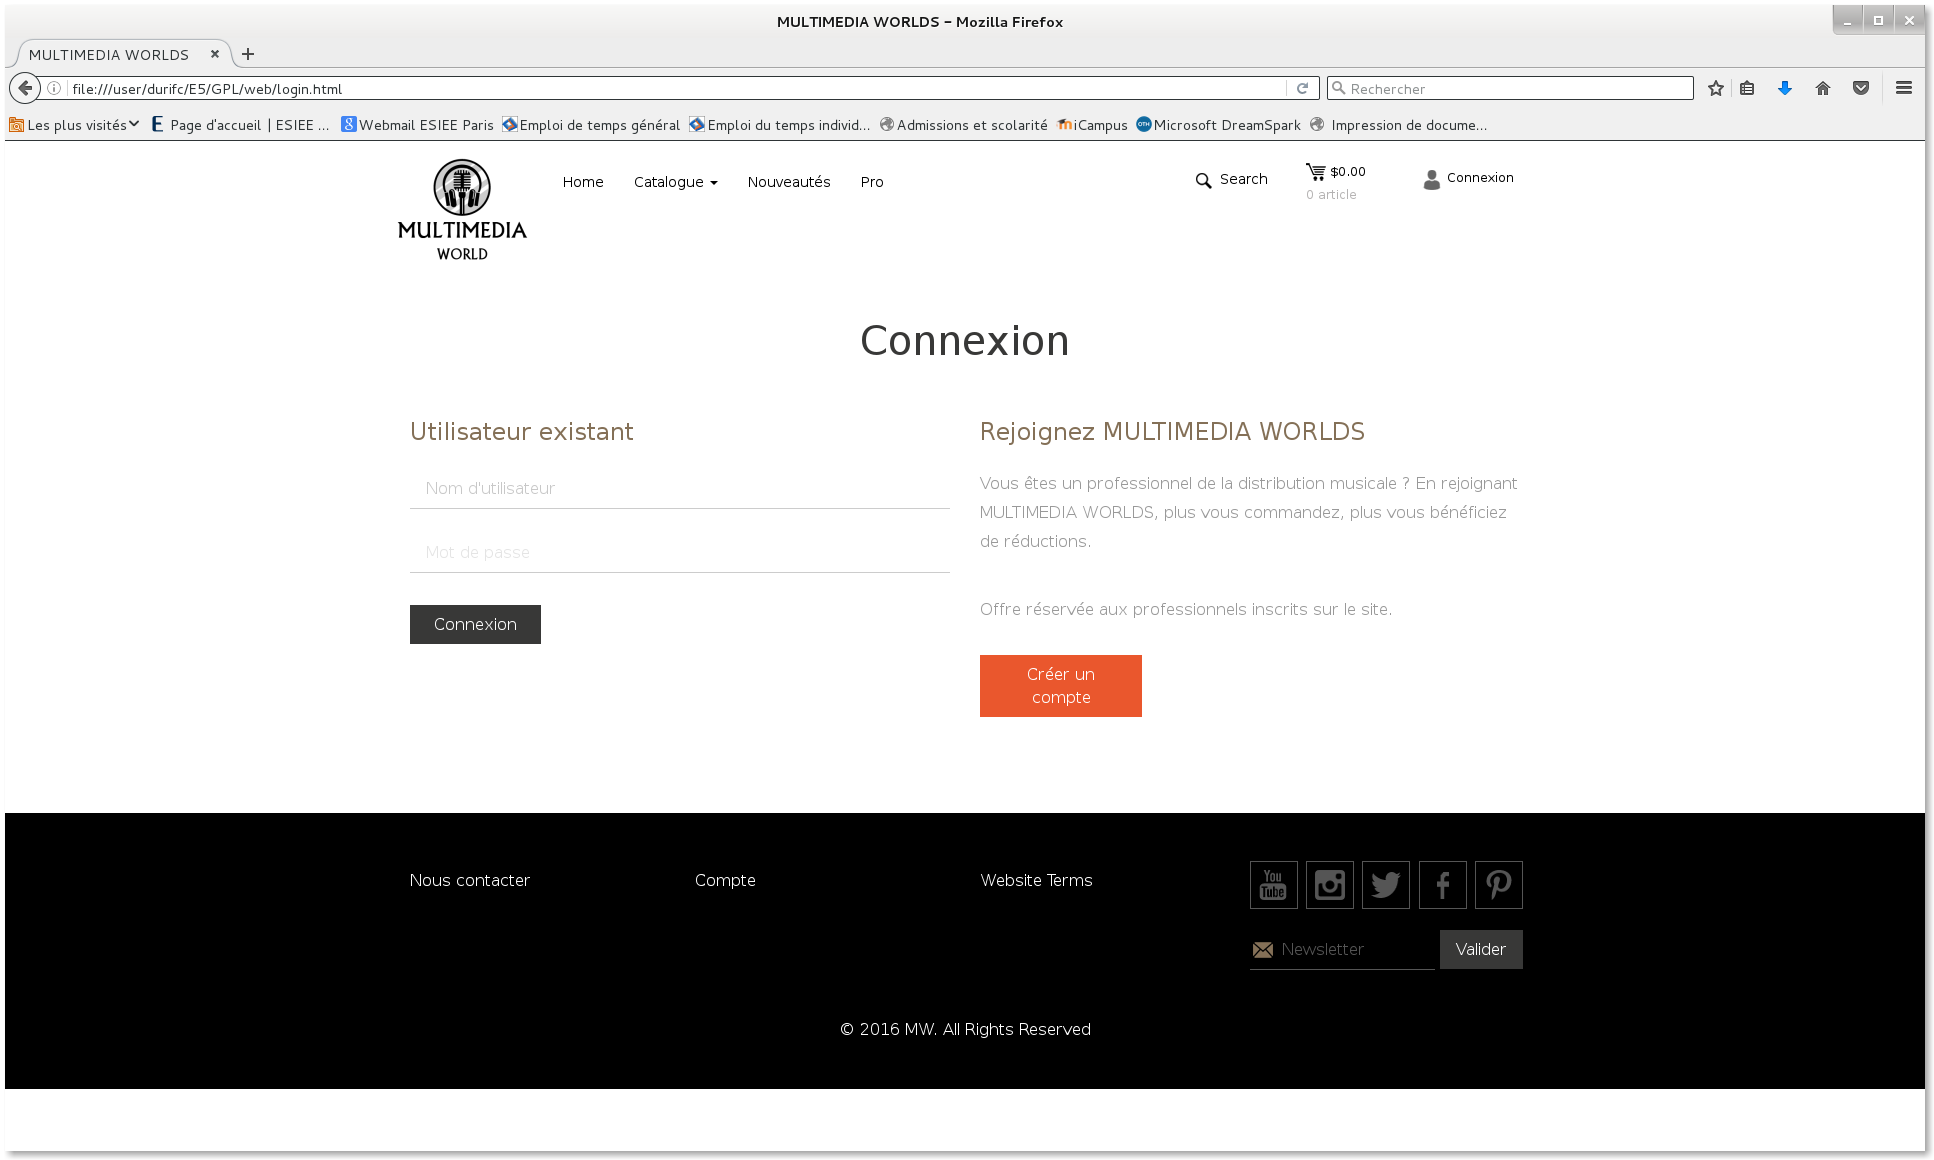 MULTIMEDIA WORLDS - Mozilla Firefox
MULTIMEDIA WORLDS
file:///user/durifc/E5/GPL/web/login.html
Rechercher
Les plus visités
Page d'accueil | ESIEE ...
Webmail ESIEE Paris
Emploi de temps général
Emploi du temps individ...
Admissions et scolarité
iCampus
Microsoft DreamSpark
Impression de docume...
MULTIMEDIA
WORLD
Home
Catalogue
Nouveautés
Pro
Search
$0.00
0 article
Connexion
Connexion
Utilisateur existant
Nom d'utilisateur
Mot de passe
Connexion
Rejoignez MULTIMEDIA WORLDS
Vous êtes un professionnel de la distribution musicale ? En rejoignant
MULTIMEDIA WORLDS, plus vous commandez, plus vous bénéficiez
de réductions.
Offre réservée aux professionnels inscrits sur le site.
Créer un
compte
Nous contacter
Compte
Website Terms
You
Tube
Newsletter
Valider
© 2016 MW. All Rights Reserved